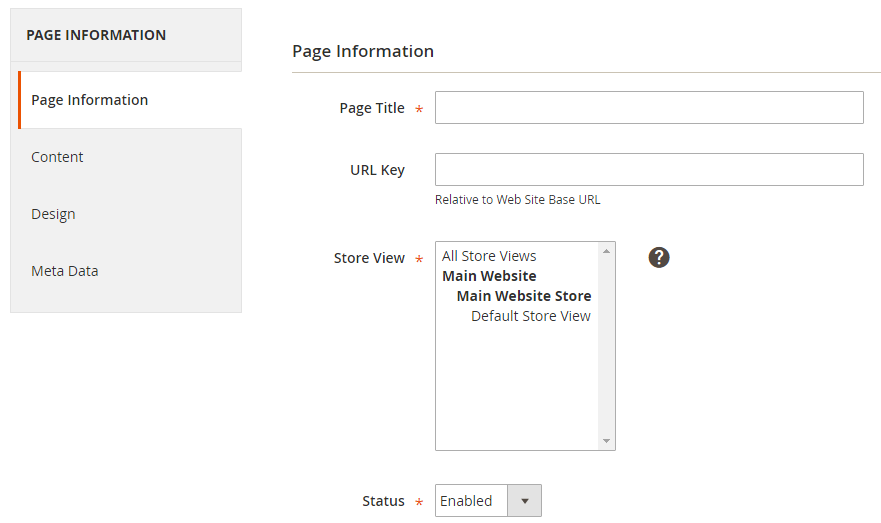 PAGE INFORMATION
Page Information
Content
Design
Meta Data
Page Information
Page Title *
URL Key
Relative to Web Site Base URL
Store View *
All Store Views
Main Website
Main Website Store
Default Store View
?
Status *
Enabled